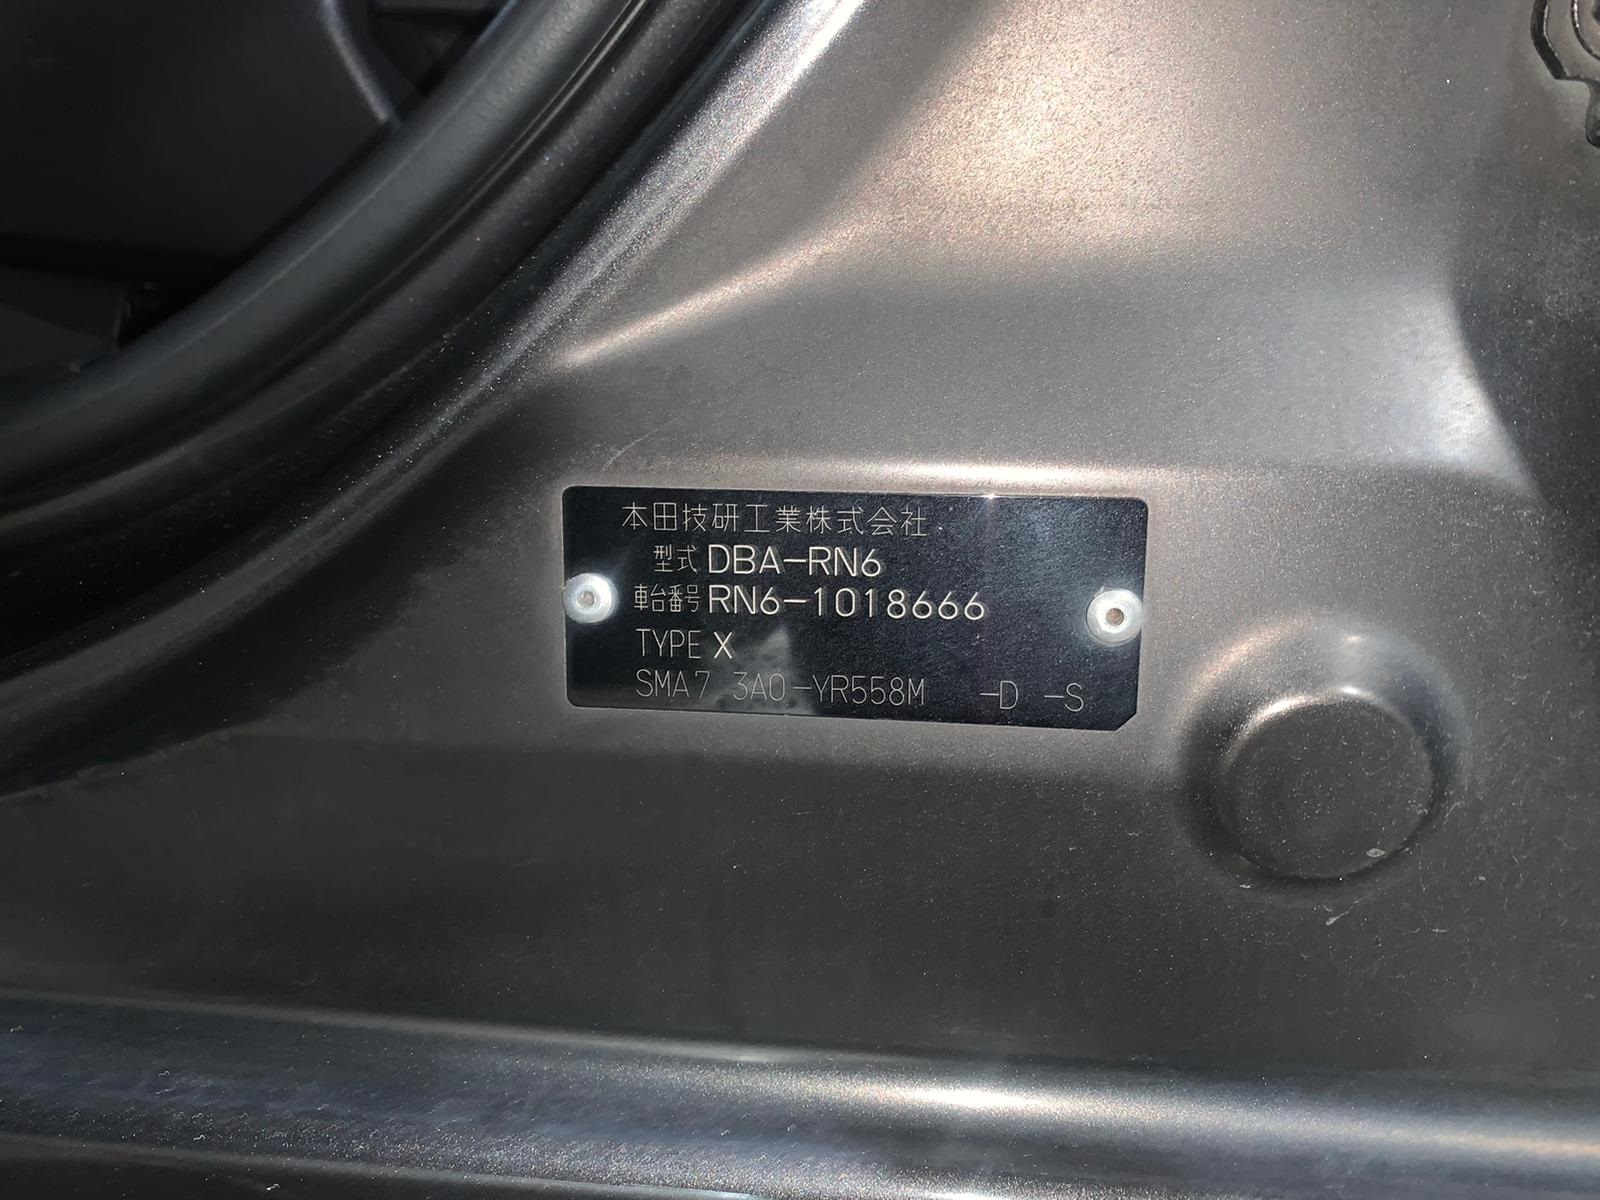 本田技研工業株式会社
型式 DBA-RN6
車台番号 RN6-1018666
TYPE X
SMA7 3A0-YR558M -D -S